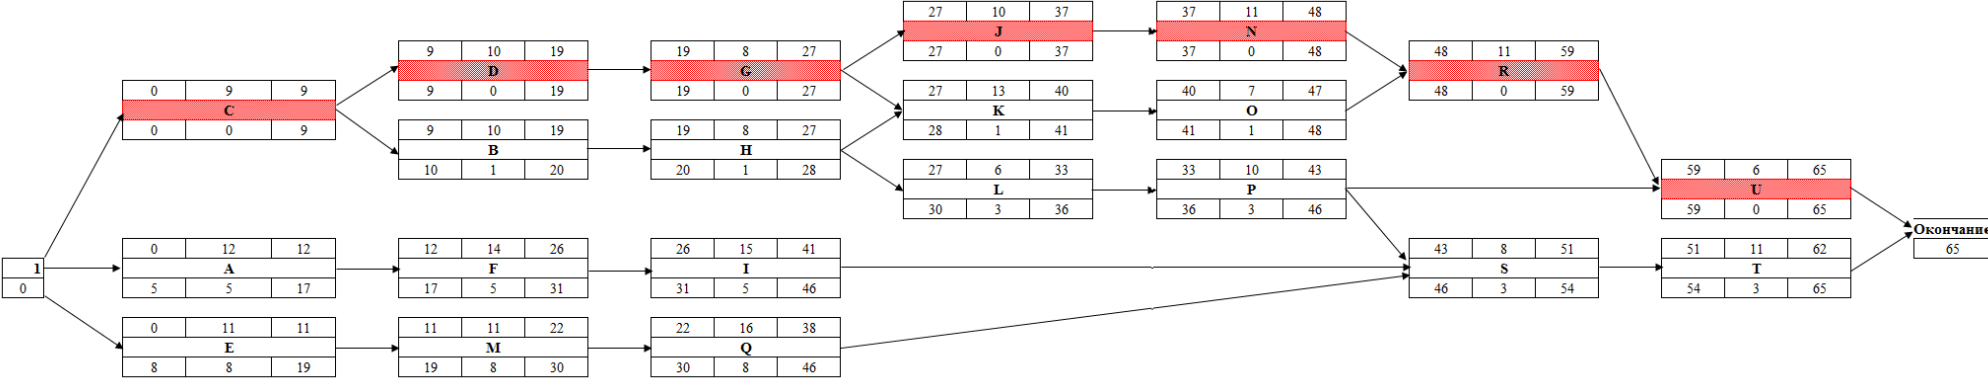 27 10 37
J
27 0 37
37 11 48
N
37 0 48
9 10 19
D
9 0 19
19 8 27
G
19 0 27
48 11 59
R
48 0 59
0 9 9
C
0 0 9
27 13 40
K
28 1 41
40 7 47
O
41 1 48
9 10 19
B
10 1 20
19 8 27
H
20 1 28
27 6 33
L
30 3 36
33 10 43
P
36 3 46
59 6 65
U
59 0 65
Окончание
65
1
0
0 12 12
A
5 5 17
12 14 26
F
17 5 31
26 15 41
I
31 5 46
43 8 51
S
46 3 54
51 11 62
T
54 3 65
0 11 11
E
8 8 19
11 11 22
M
19 8 30
22 16 38
Q
30 8 46